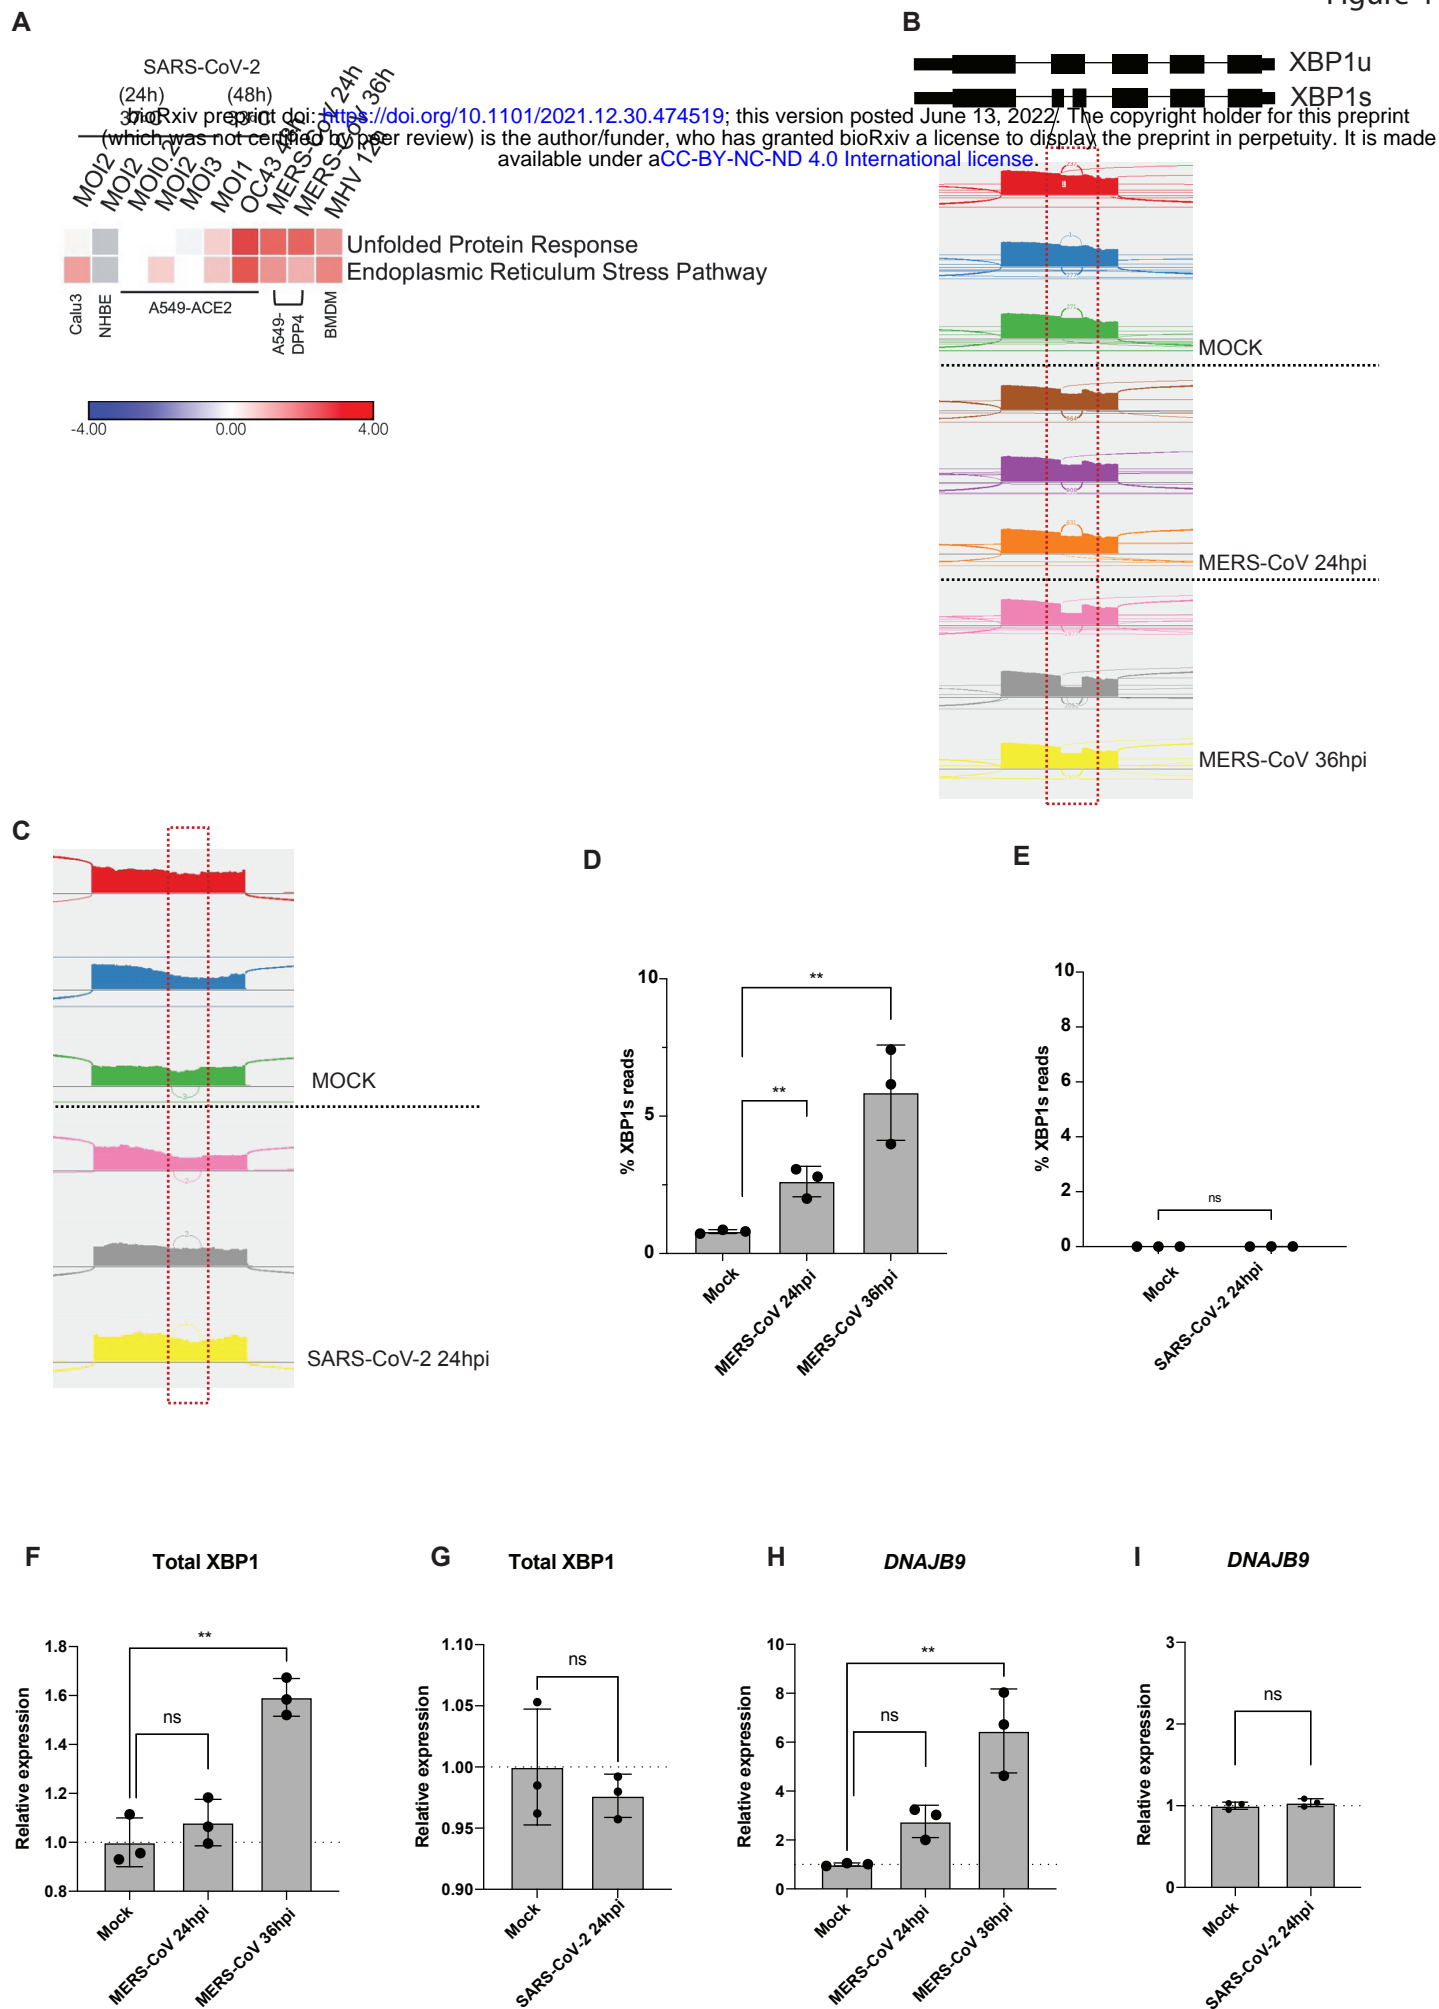 Figure 1
A
SARS-CoV-2
(24h)
(48h)
37°C
33°C
MOI2
MOI2
MOI0.2
MOI2
MOI3
MOI1
OC43 48h
MERS-CoV 24h
MERS-CoV 36h
MHV 12h
Unfolded Protein Response
Endoplasmic Reticulum Stress Pathway
Calu3
NHBE
A549-ACE2
A549-
DPP4
BMDM
-4.00
0.00
4.00
bioRxiv preprint doi: https://doi.org/10.1101/2021.12.30.474519; this version posted June 13, 2022. The copyright holder for this preprint
(which was not certified by peer review) is the author/funder, who has granted bioRxiv a license to display the preprint in perpetuity. It is made
available under aCC-BY-NC-ND 4.0 International license.
B
XBP1u
XBP1s
MOCK
MERS-CoV 24hpi
MERS-CoV 36hpi
C
MOCK
SARS-CoV-2 24hpi
D
% XBP1s reads
10
5
0
**
**
Mock
MERS-CoV 24hpi
MERS-CoV 36hpi
E
% XBP1s reads
10
8
6
4
2
0
ns
Mock
SARS-CoV-2 24hpi
F
Total XBP1
Relative expression
1.8
1.6
1.4
1.2
1.0
0.8
**
ns
Mock
MERS-CoV 24hpi
MERS-CoV 36hpi
G
Total XBP1
Relative expression
1.10
1.05
1.00
0.95
0.90
ns
Mock
SARS-CoV-2 24hpi
H
DNAJB9
Relative expression
10
8
6
4
2
0
**
ns
Mock
MERS-CoV 24hpi
MERS-CoV 36hpi
I
DNAJB9
Relative expression
3
2
1
0
ns
Mock
SARS-CoV-2 24hpi